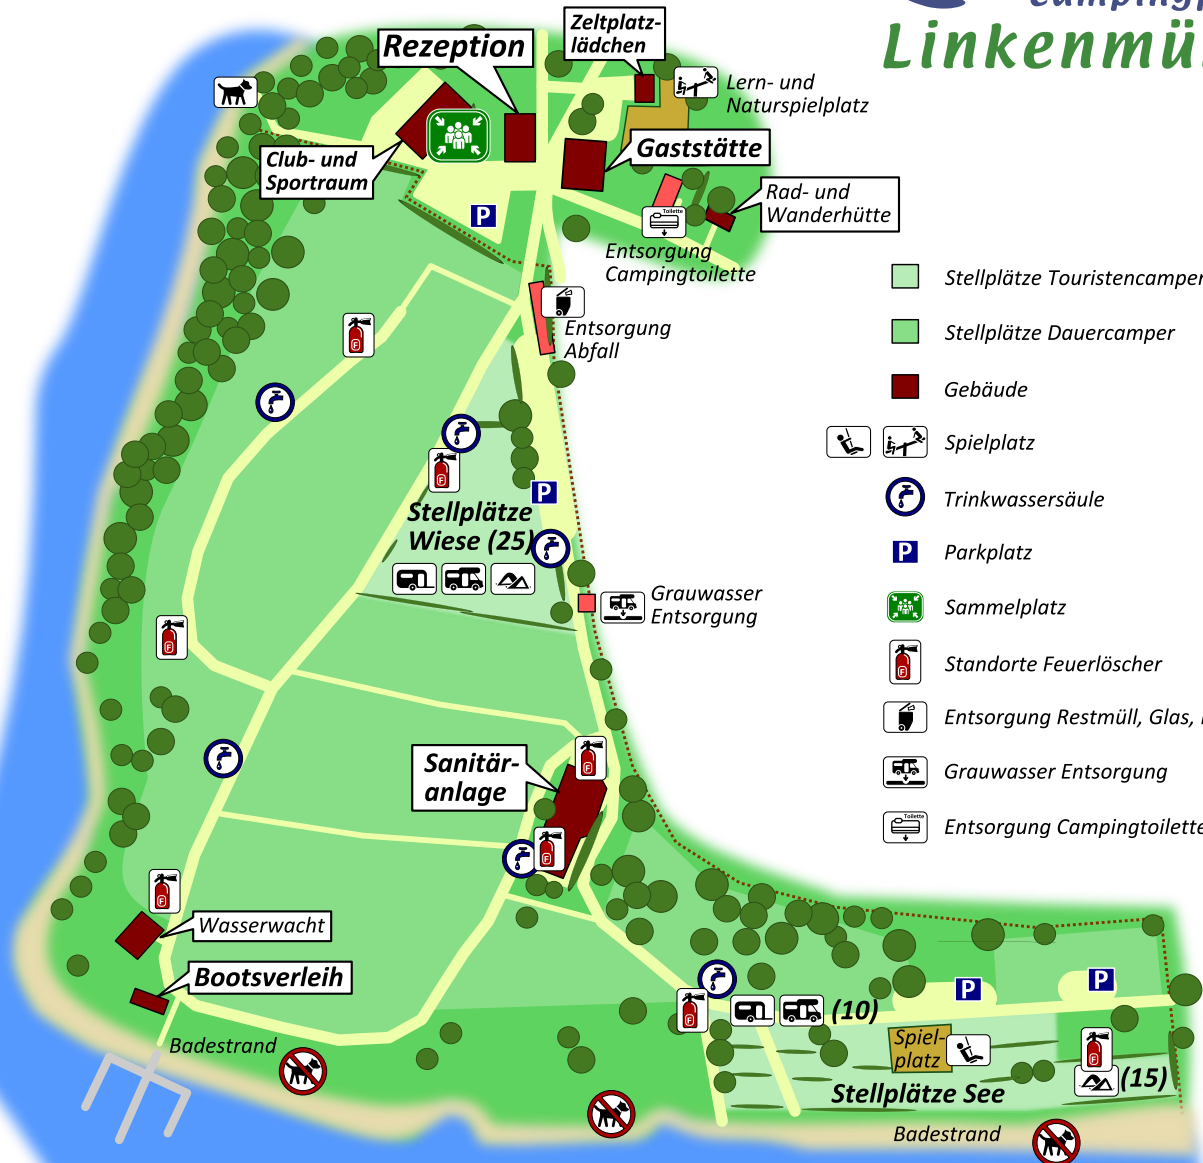 Linkenmü
Zeltplatz-
lädchen
Rezeption
Lern- und
Naturspielplatz
Gaststätte
Club- und
Sportraum
Rad- und
Wanderhütte
Toilette
P
Entsorgung
Campingtoilette
Entsorgung
Abfall
Stellplätze Touristencamper
Stellplätze Dauercamper
Gebäude
Spielplatz
Trinkwassersäule
P Parkplatz
Sammelplatz
F Standorte Feuerlöscher
Entsorgung Restmüll, Glas,
Grauwasser Entsorgung
Toilette
Entsorgung Campingtoilette
F
F
P
Stellplätze
Wiese (25)
Grauwasser
Entsorgung
F
Sanitär-
anlage
F
F
F
Wasserwacht
Bootsverleih
Badestrand
F
(10)
P
P
Spiel-
platz
F
(15)
Stellplätze See
Badestrand